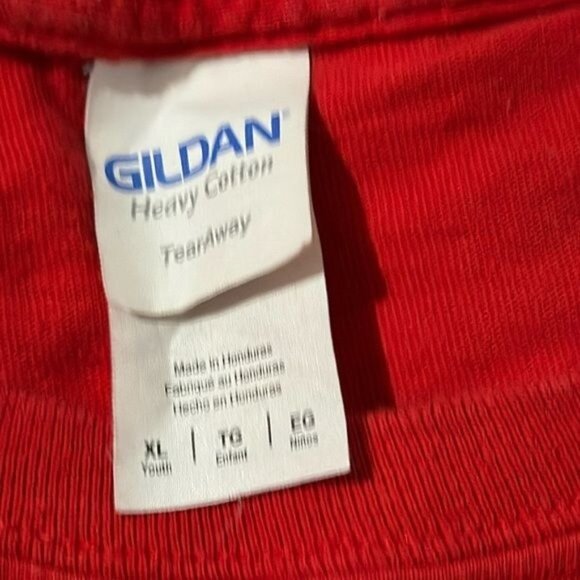 GILDAN
Heavy Cotton
TearAway
Made in Honduras
Fabriqué au Honduras
Hecho en Honduras
XL | TG | EG
Youth Enfant Niños